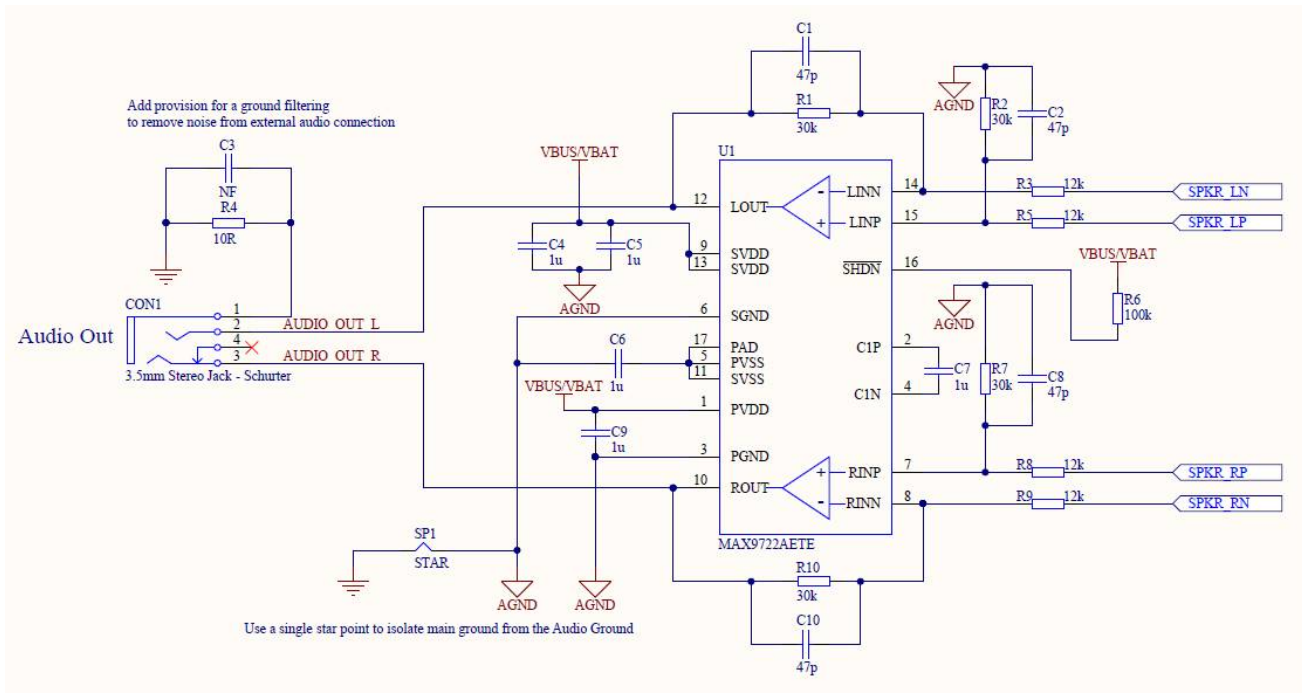 Add provision for a ground filtering
to remove noise from external audio connection
C3
NF
R4
10R
CON1
Audio Out
1
2
4
3
AUDIO OUT L
AUDIO OUT R
3.5mm Stereo Jack - Schurter
VBUS/VBAT
C4
1u
C5
1u
AGND
C6
1u
VBUS/VBAT
C9
1u
SP1
STAR
AGND
AGND
Use a single star point to isolate main ground from the Audio Ground
C1
47p
R1
30k
U1
12 LOUT
9 SVDD
13 SVDD
6 SGND
17 PAD
5 PVSS
11 SVSS
1 PVDD
3 PGND
10 ROUT
- LINN 14
+ LINP 15
SHDN 16
C1P 2
C1N 4
+ RINP 7
- RINN 8
MAX9722AETE
R10
30k
C10
47p
AGND
R2
30k
C2
47p
R3 12k SPKR_LN
R5 12k SPKR_LP
VBUS/VBAT
R6
100k
AGND
C7
1u
R7
30k
C8
47p
R8 12k SPKR_RP
R9 12k SPKR_RN